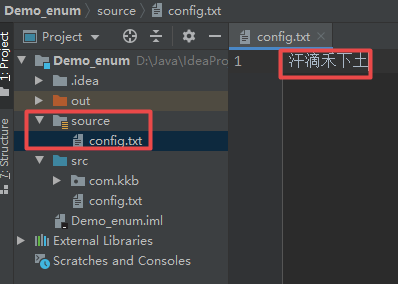 Demo_enum source config.txt
Project
config.txt
1: Project
7: Structure
Demo_enum D:\Java\IdeaPro
.idea
out
source
config.txt
src
com.kkb
config.txt
Demo_enum.iml
External Libraries
Scratches and Consoles
1 汗滴禾下土